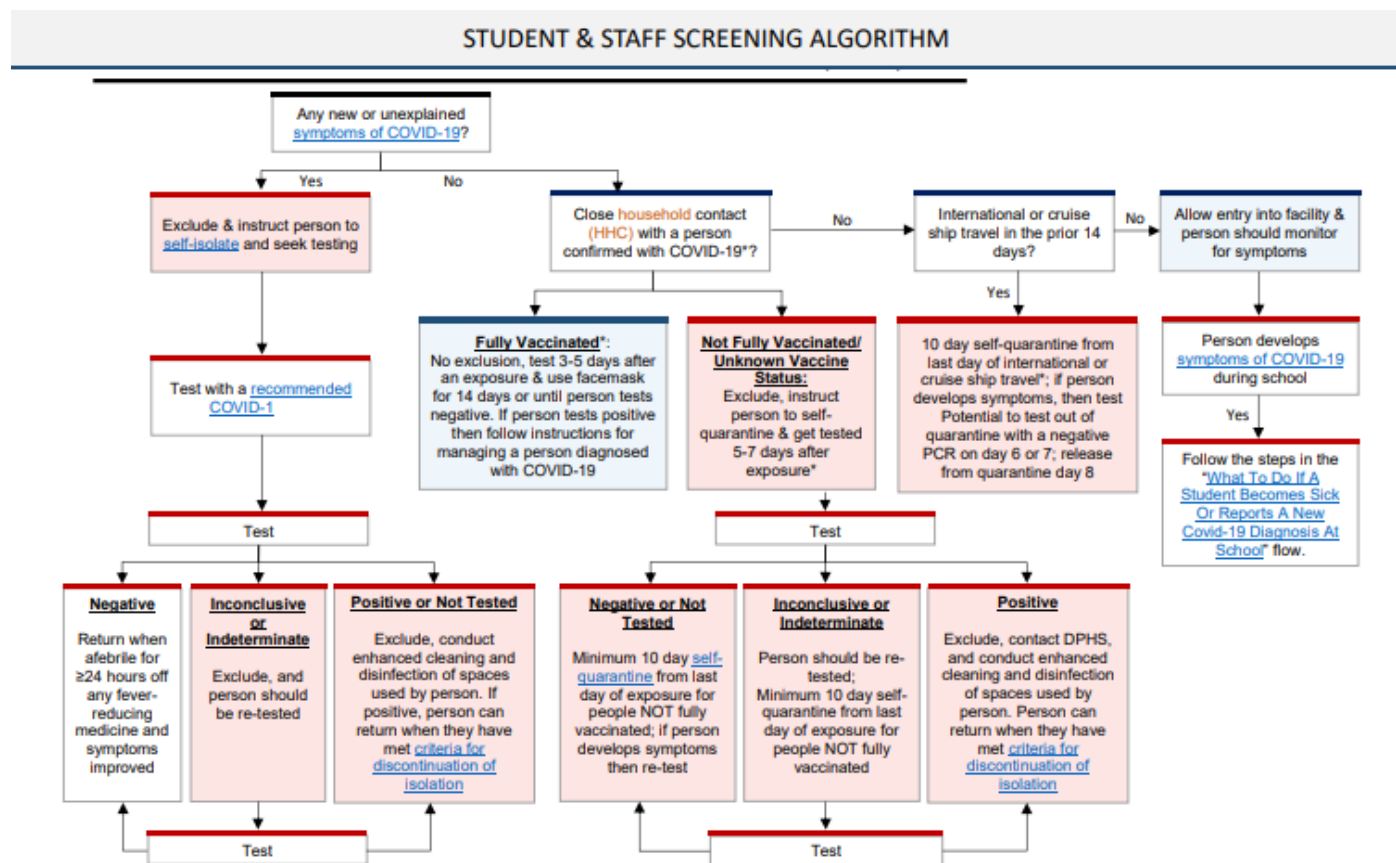 STUDENT & STAFF SCREENING ALGORITHM
Any new or unexplained
symptoms of COVID-19?
Yes
No
Exclude & instruct person to
self-isolate and seek testing
Close household contact
(HHC) with a person
confirmed with COVID-19*?
No
International or cruise
ship travel in the prior 14
days?
No
Allow entry into facility &
person should monitor
for symptoms
Yes
Test with a recommended
COVID-1
Fully Vaccinated*:
No exclusion, test 3-5 days after
an exposure & use facemask
for 14 days or until person tests
negative. If person tests positive
then follow instructions for
managing a person diagnosed
with COVID-19
Not Fully Vaccinated/
Unknown Vaccine
Status:
Exclude, instruct
person to self-
quarantine & get tested
5-7 days after
exposure*
10 day self-quarantine from
last day of international or
cruise ship travel*; if person
develops symptoms, then test
Potential to test out of
quarantine with a negative
PCR on day 6 or 7; release
from quarantine day 8
Person develops
symptoms of COVID-19
during school
Yes
Follow the steps in the
"What To Do If A
Student Becomes Sick
Or Reports A New
Covid-19 Diagnosis At
School" flow.
Test
Test
Negative
Return when
afebrile for
≥24 hours off
any fever-
reducing
medicine and
symptoms
improved
Inconclusive
or
Indeterminate
Exclude, and
person should
be re-tested
Positive or Not Tested
Exclude, conduct
enhanced cleaning and
disinfection of spaces
used by person. If
positive, person can
return when they have
met criteria for
discontinuation of
isolation
Negative or Not
Tested
Minimum 10 day self-
quarantine from last
day of exposure for
people NOT fully
vaccinated; if person
develops symptoms
then re-test
Inconclusive or
Indeterminate
Person should be re-
tested;
Minimum 10 day self-
quarantine from last
day of exposure for
people NOT fully
vaccinated
Positive
Exclude, contact DPHS,
and conduct enhanced
cleaning and disinfection
of spaces used by
person. Person can
return when they have
met criteria for
discontinuation of
isolation
Test
Test